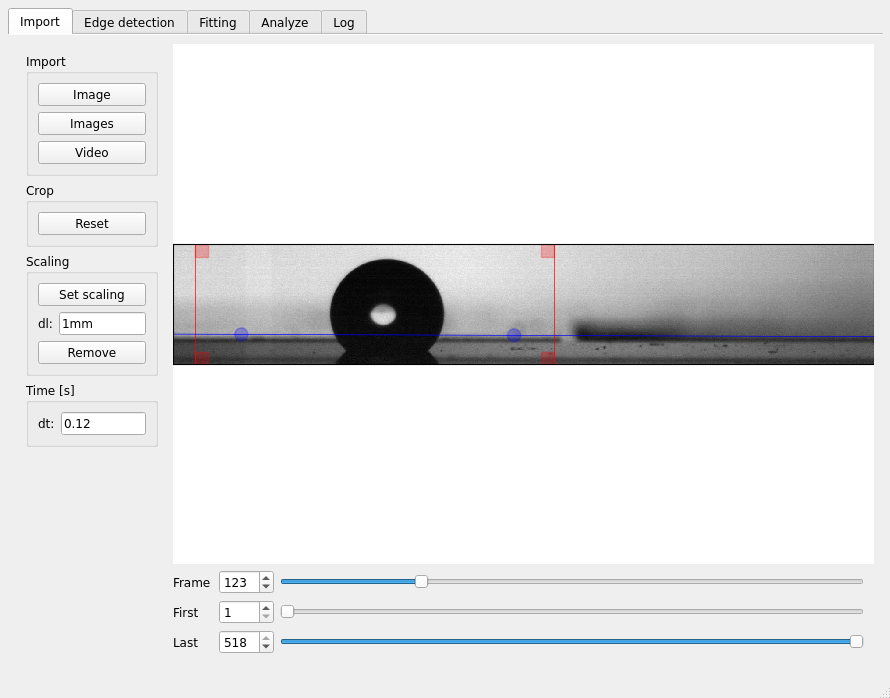 Import Edge detection Fitting Analyze Log
Import
Image
Images
Video
Crop
Reset
Scaling
Set scaling
dl: 1mm
Remove
Time [s]
dt: 0.12
Frame 123
First 1
Last 518